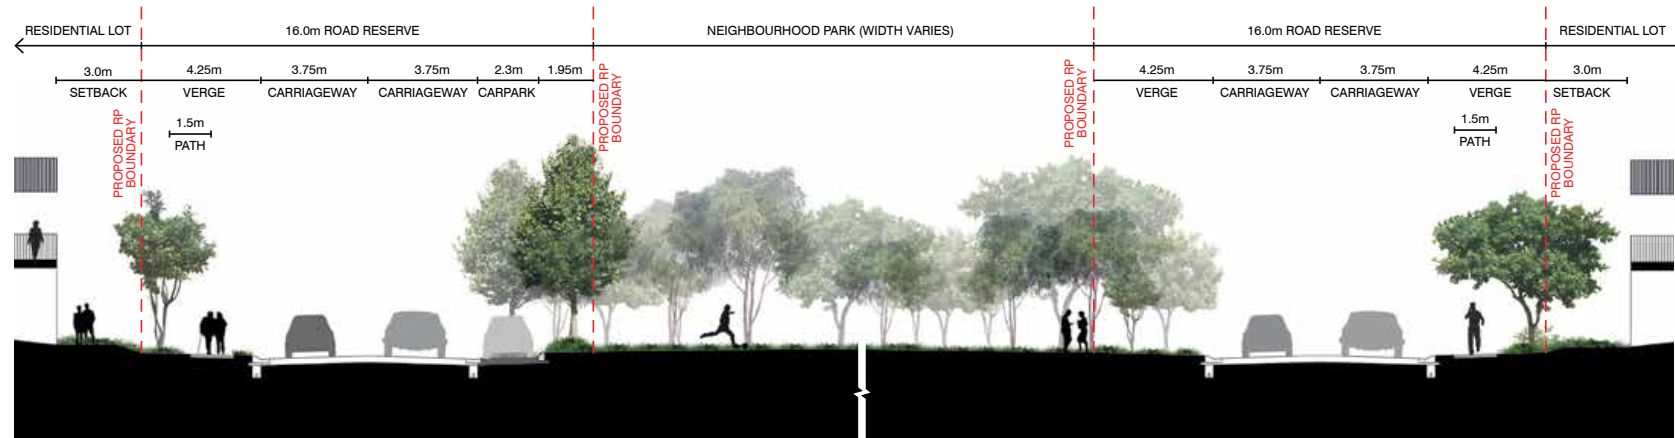 RESIDENTIAL LOT
16.0m ROAD RESERVE
NEIGHBOURHOOD PARK (WIDTH VARIES)
16.0m ROAD RESERVE
RESIDENTIAL LOT
3.0m
SETBACK
4.25m
VERGE
3.75m
CARRIAGEWAY
3.75m
CARRIAGEWAY
2.3m
CARPARK
1.95m
4.25m
VERGE
3.75m
CARRIAGEWAY
3.75m
CARRIAGEWAY
4.25m
VERGE
3.0m
SETBACK
PROPOSED RP
BOUNDARY
1.5m
PATH
PROPOSED RP
BOUNDARY
PROPOSED RP
BOUNDARY
1.5m
PATH
PROPOSED RP
BOUNDARY